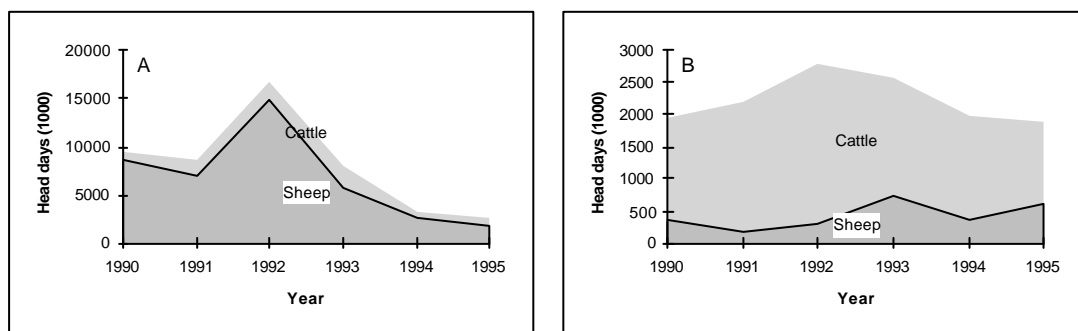 A
Head days (1000)
20000
15000
10000
5000
0
Cattle
Sheep
1990 1991 1992 1993 1994 1995
Year
B
Head days (1000)
3000
2500
2000
1500
1000
500
0
Cattle
Sheep
1990 1991 1992 1993 1994 1995
Year